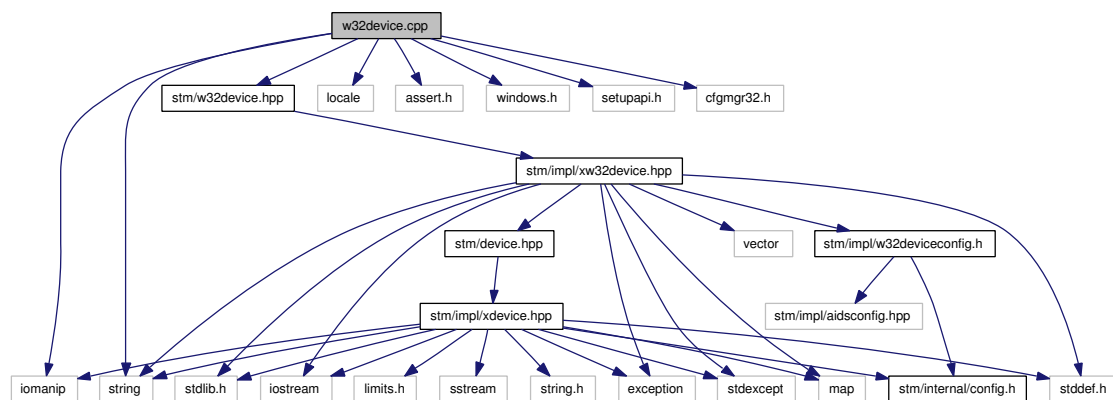 w32device.cpp
stm/w32device.hpp
locale
assert.h
windows.h
setupapi.h
cfgmgr32.h
stm/impl/xw32device.hpp
stm/device.hpp
vector
stm/impl/w32deviceconfig.h
stm/impl/xdevice.hpp
stm/impl/aidsconfig.hpp
iomanip
string
stdlib.h
iostream
limits.h
sstream
string.h
exception
stdexcept
map
stm/internal/config.h
stddef.h